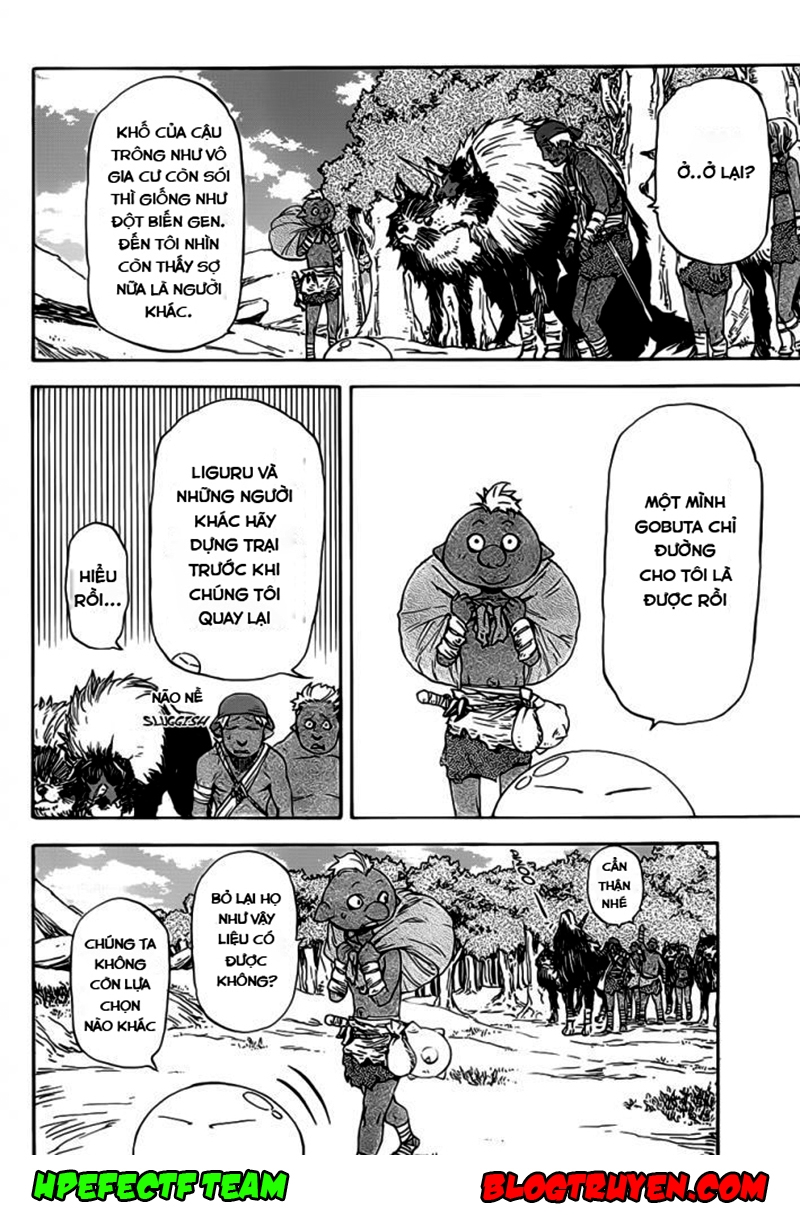 Ở..Ở LẠI?
KHỐ CỦA CẬU
TRÔNG NHƯ VÔ
GIA CƯ CÒN SÓI
THÌ GIỐNG NHƯ
ĐỘT BIẾN GEN.
ĐẾN TÔI NHÌN
CÒN THẤY SỢ
NỮA LÀ NGƯỜI
KHÁC.
MỘT MÌNH
GOBUTA CHỈ
ĐƯỜNG
CHO TÔI LÀ
ĐƯỢC RỒI
LIGURU VÀ
NHỮNG NGƯỜI
KHÁC HÃY
DỰNG TRẠI
TRƯỚC KHI
CHÚNG TÔI
QUAY LẠI
HIỂU
RỒI...
NÃO NỀ
SLUGGISH
CẨN
THẬN
NHÉ
BỎ LẠI HỌ
NHƯ VẬY
LIỆU CÓ
ĐƯỢC
KHÔNG?
CHÚNG TA
KHÔNG
CÒN LỰA
CHỌN
NÀO KHÁC
HPEFECTF TEAM
BLOGTRUYEN.COM